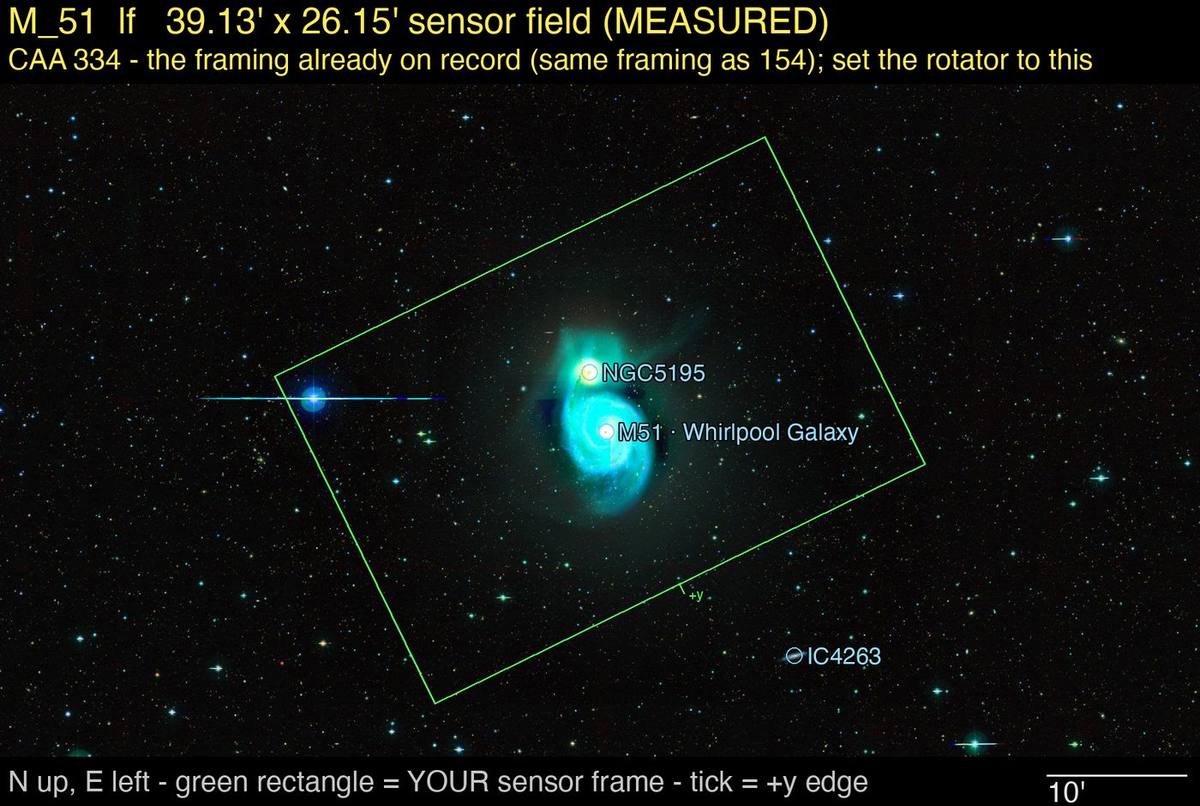 M_51 lf 39.13' x 26.15' sensor field (MEASURED)
CAA 334 - the framing already on record (same framing as 154); set the rotator to this
NGC5195
M51 · Whirlpool Galaxy
+y
IC4263
N up, E left - green rectangle = YOUR sensor frame - tick = +y edge
10'